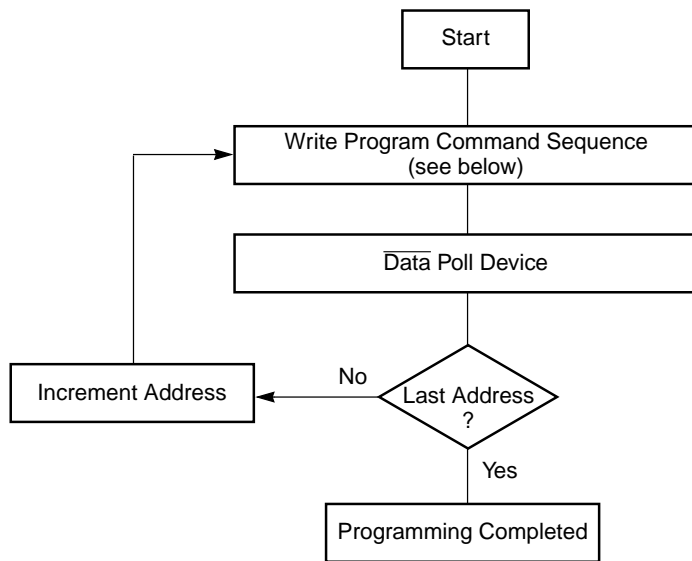 Start
Write Program Command Sequence
(see below)
Data Poll Device
No
Increment Address
Last Address
?
Yes
Programming Completed